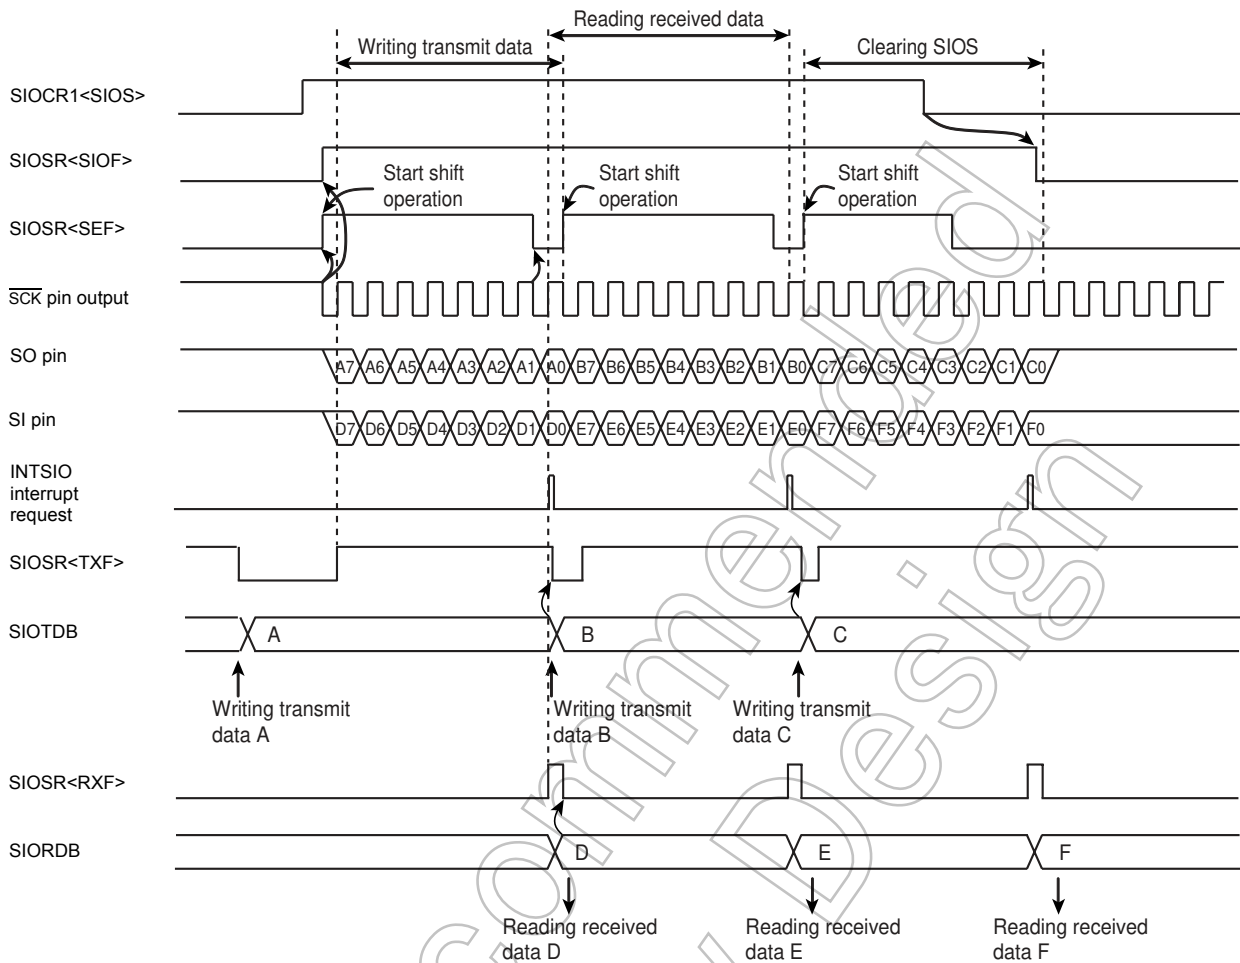 Reading received data
Writing transmit data
Clearing SIOS
SIOCR1<SIOS>
SIOSR<SIOF>
Start shift
operation
Start shift
operation
Start shift
operation
SIOSR<SEF>
SCK pin output
SO pin
A7 A6 A5 A4 A3 A2 A1 A0 B7 B6 B5 B4 B3 B2 B1 B0 C7 C6 C5 C4 C3 C2 C1 C0
SI pin
D7 D6 D5 D4 D3 D2 D1 D0 E7 E6 E5 E4 E3 E2 E1 E0 F7 F6 F5 F4 F3 F2 F1 F0
INTSIO
interrupt
request
SIOSR<TXF>
SIOTDB
A B C
Writing transmit
data A
Writing transmit
data B
Writing transmit
data C
SIOSR<RXF>
SIORDB
D E F
Reading received
data D
Reading received
data E
Reading received
data F
commended
Design